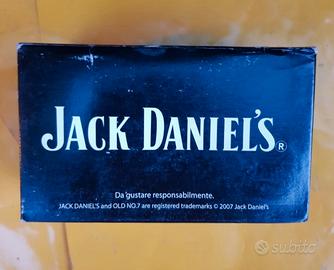 JACK DANIEL'S®
Da gustare responsabilmente.
JACK DANIEL'S and OLD NO.7 are registered trademarks © 2007 Jack Daniel's
subito